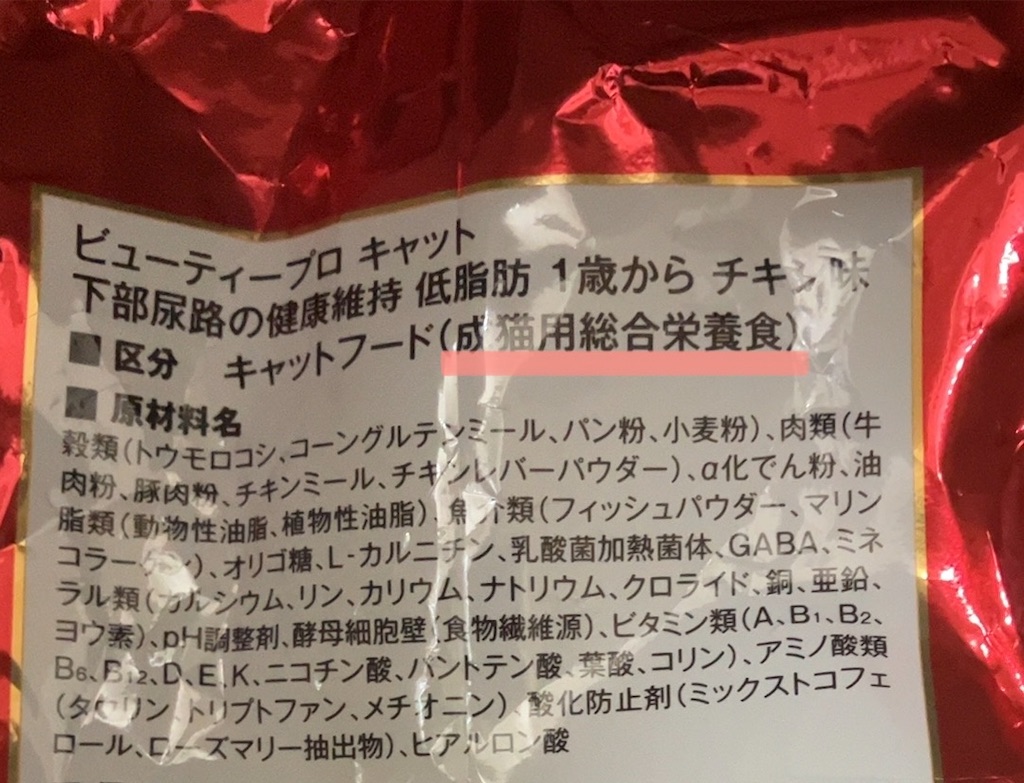 ビューティープロ キャット
下部尿路の健康維持 低脂肪 1歳から チキン味
■ 区分 キャットフード(成猫用総合栄養食)
■ 原材料名
穀類(トウモロコシ、コーングルテンミール、パン粉、小麦粉)、肉類(牛
肉粉、豚肉粉、チキンミール、チキンレバーパウダー)、α化でん粉、油
脂類(動物性油脂、植物性油脂)、魚介類(フィッシュパウダー、マリン
コラーゲン)、オリゴ糖、L-カルニチン、乳酸菌加熱菌体、GABA、ミネ
ラル類(カルシウム、リン、カリウム、ナトリウム、クロライド、銅、亜鉛、
ヨウ素)、pH調整剤、酵母細胞壁(食物繊維源)、ビタミン類(A、B1、B2、
B6、B12、D、E、K、ニコチン酸、パントテン酸、葉酸、コリン)、アミノ酸類
(タウリン、トリプトファン、メチオニン)、酸化防止剤(ミックストコフェ
ロール、ローズマリー抽出物)、ヒアルロン酸